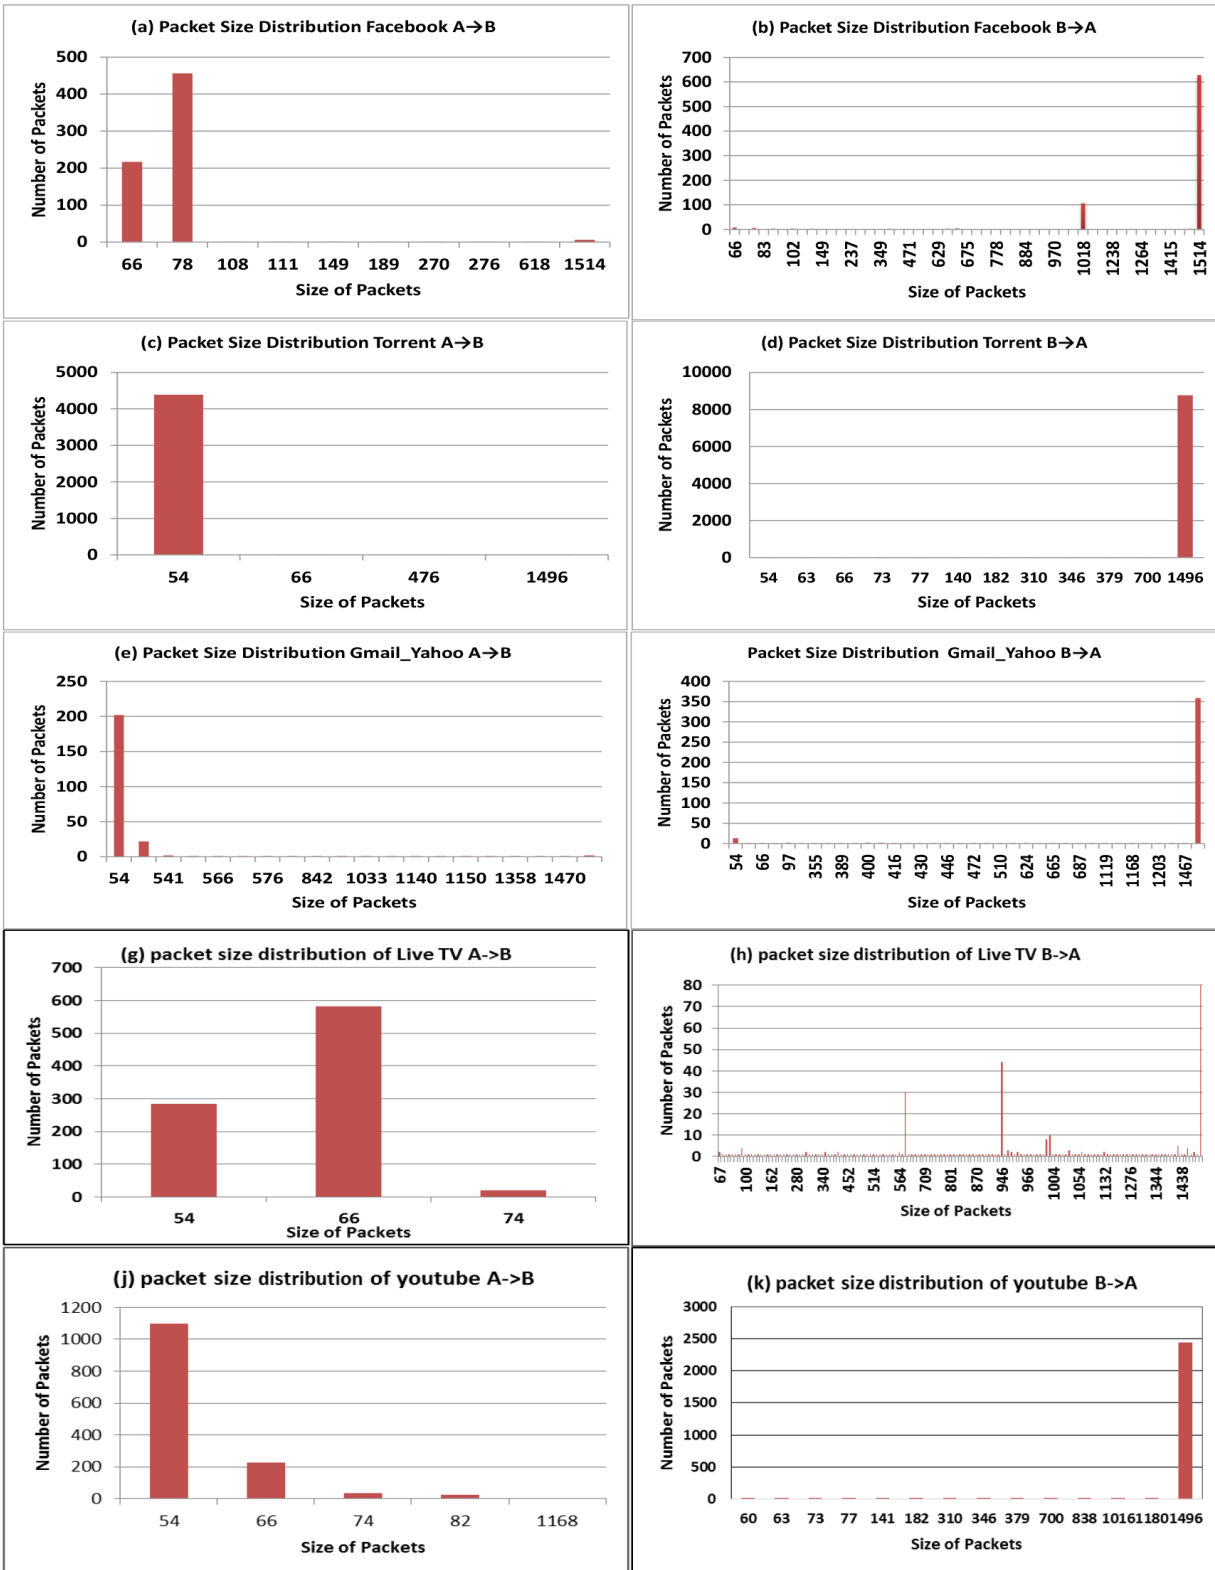 (a) Packet Size Distribution Facebook A→B
Number of Packets
500
400
300
200
100
0
66 78 108 111 149 189 270 276 618 1514
Size of Packets
(b) Packet Size Distribution Facebook B→A
Number of Packets
700
600
500
400
300
200
100
0
66 83 102 149 237 349 471 629 675 778 884 970 1018 1238 1264 1415 1514
Size of Packets
(c) Packet Size Distribution Torrent A→B
Number of Packets
5000
4000
3000
2000
1000
0
54 66 476 1496
Size of Packets
(d) Packet Size Distribution Torrent B→A
Number of Packets
10000
8000
6000
4000
2000
0
54 63 66 73 77 140 182 310 346 379 700 1496
Size of Packets
(e) Packet Size Distribution Gmail_Yahoo A→B
Number of Packets
250
200
150
100
50
0
54 541 566 576 842 1033 1140 1150 1358 1470
Size of Packets
Packet Size Distribution Gmail_Yahoo B→A
Number of Packets
400
350
300
250
200
150
100
50
0
54 66 97 355 389 400 416 430 446 472 510 624 665 687 1119 1168 1203 1467
Size of Packets
(g) packet size distribution of Live TV A->B
Number of Packets
700
600
500
400
300
200
100
0
54 66 74
Size of Packets
(h) packet size distribution of Live TV B->A
Number of Packets
80
70
60
50
40
30
20
10
0
67 100 162 280 340 452 514 564 709 801 870 946 966 1004 1054 1132 1276 1344 1438
Size of Packets
(j) packet size distribution of youtube A->B
Number of Packets
1200
1000
800
600
400
200
0
54 66 74 82 1168
Size of Packets
(k) packet size distribution of youtube B->A
Number of Packets
3000
2500
2000
1500
1000
500
0
60 63 73 77 141 182 310 346 379 700 838 1016 1180 1496
Size of Packets